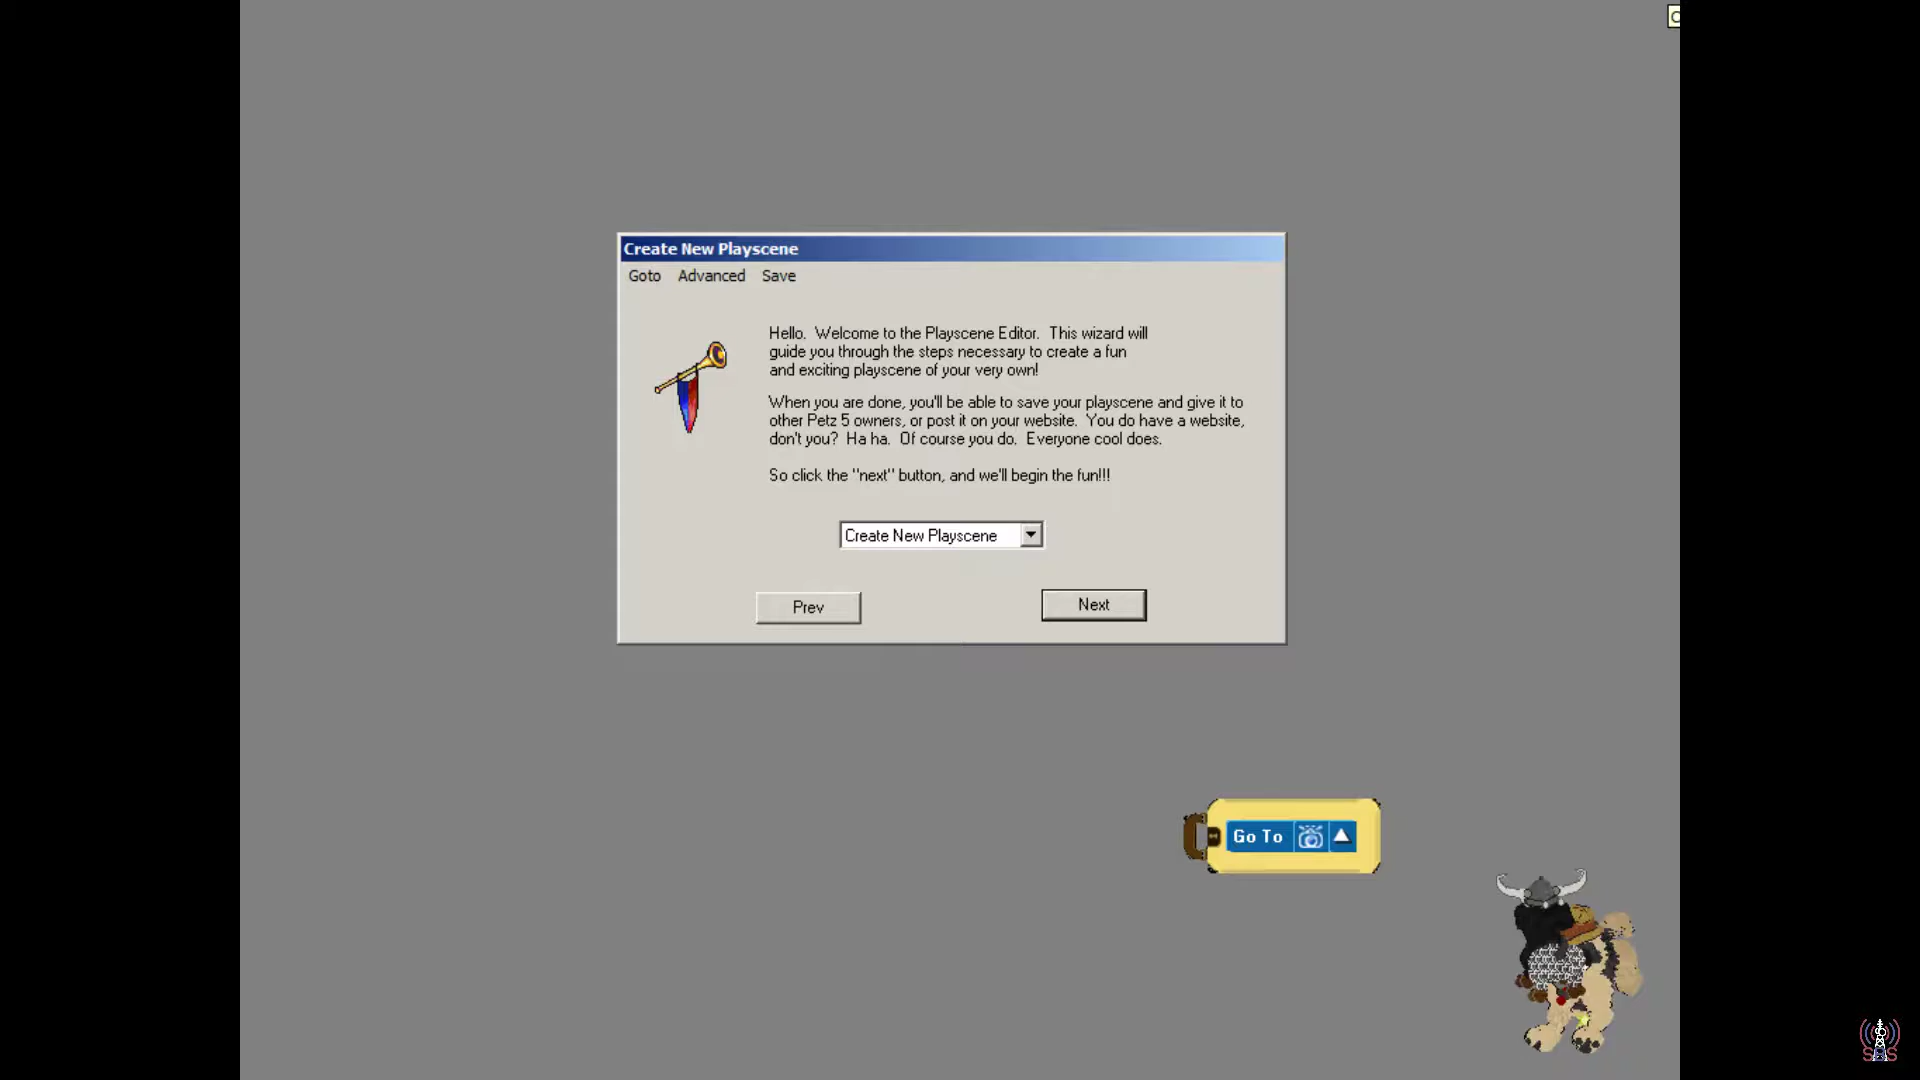 C
Create New Playscene
Goto Advanced Save
Hello. Welcome to the Playscene Editor. This wizard will
guide you through the steps necessary to create a fun
and exciting playscene of your very own!
When you are done, you'll be able to save your playscene and give it to
other Petz 5 owners, or post it on your website. You do have a website,
don't you? Ha ha. Of course you do. Everyone cool does.
So click the "next" button, and we'll begin the fun!!!
Create New Playscene
Prev Next
Go To